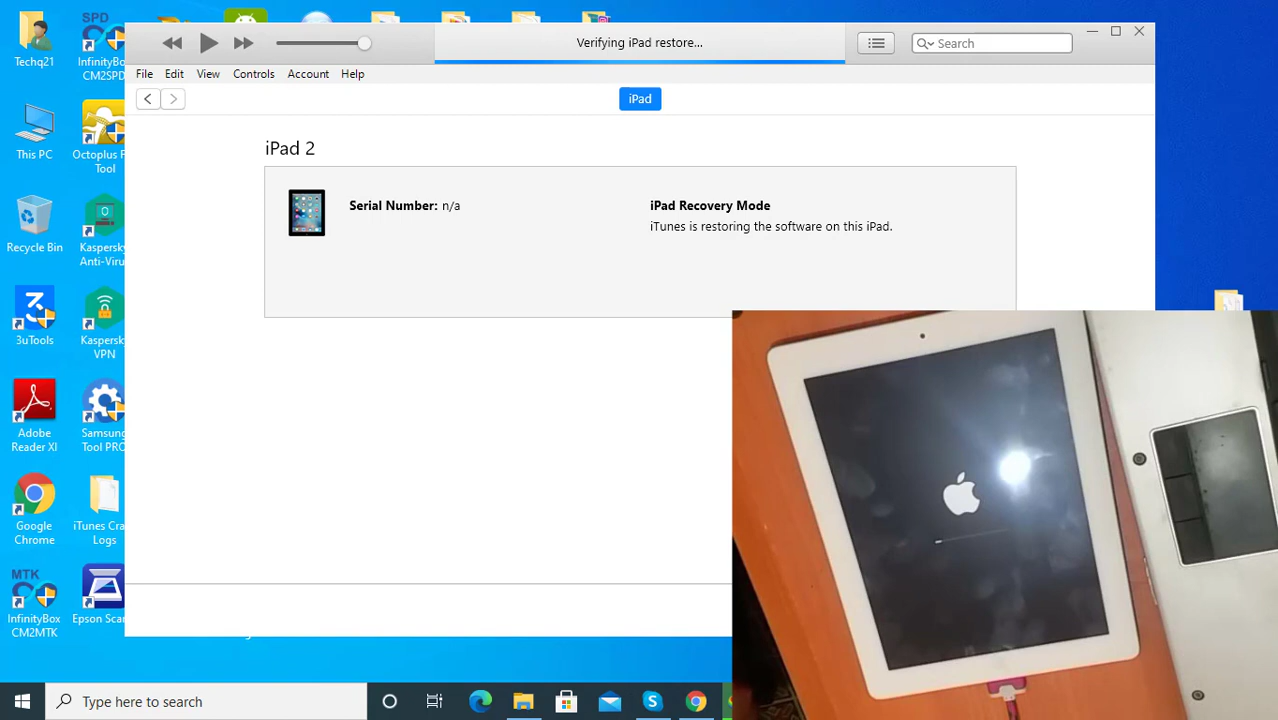 Verifying iPad restore...
Search
File Edit View Controls Account Help
iPad
iPad 2
Serial Number: n/a
iPad Recovery Mode
iTunes is restoring the software on this iPad.
Techq21
SPD
InfinityBox
CM2SPD
This PC
Octoplus F
Tool
Recycle Bin
Kaspersky
Anti-Viru
3uTools
Kaspersk
VPN
Adobe
Reader XI
Samsung
Tool PRO
Google
Chrome
iTunes Cra
Logs
MTK
InfinityBox
CM2MTK
Epson Scan
Type here to search